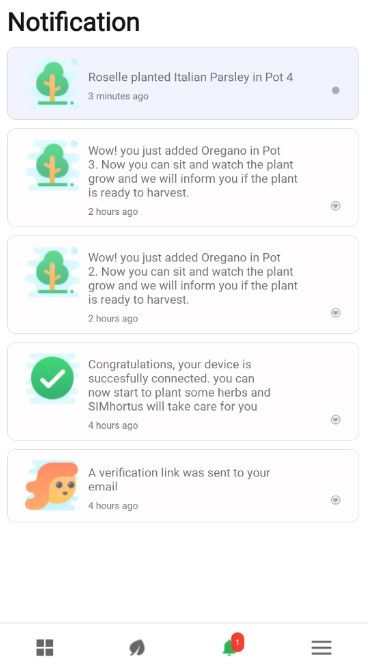 Notification
Roselle planted Italian Parsley in Pot 4
3 minutes ago
Wow! you just added Oregano in Pot
3. Now you can sit and watch the plant
grow and we will inform you if the plant
is ready to harvest.
2 hours ago
Wow! you just added Oregano in Pot
2. Now you can sit and watch the plant
grow and we will inform you if the plant
is ready to harvest.
2 hours ago
Congratulations, your device is
succesfully connected. you can
now start to plant some herbs and
SIMhortus will take care for you
4 hours ago
A verification link was sent to your
email
4 hours ago
1